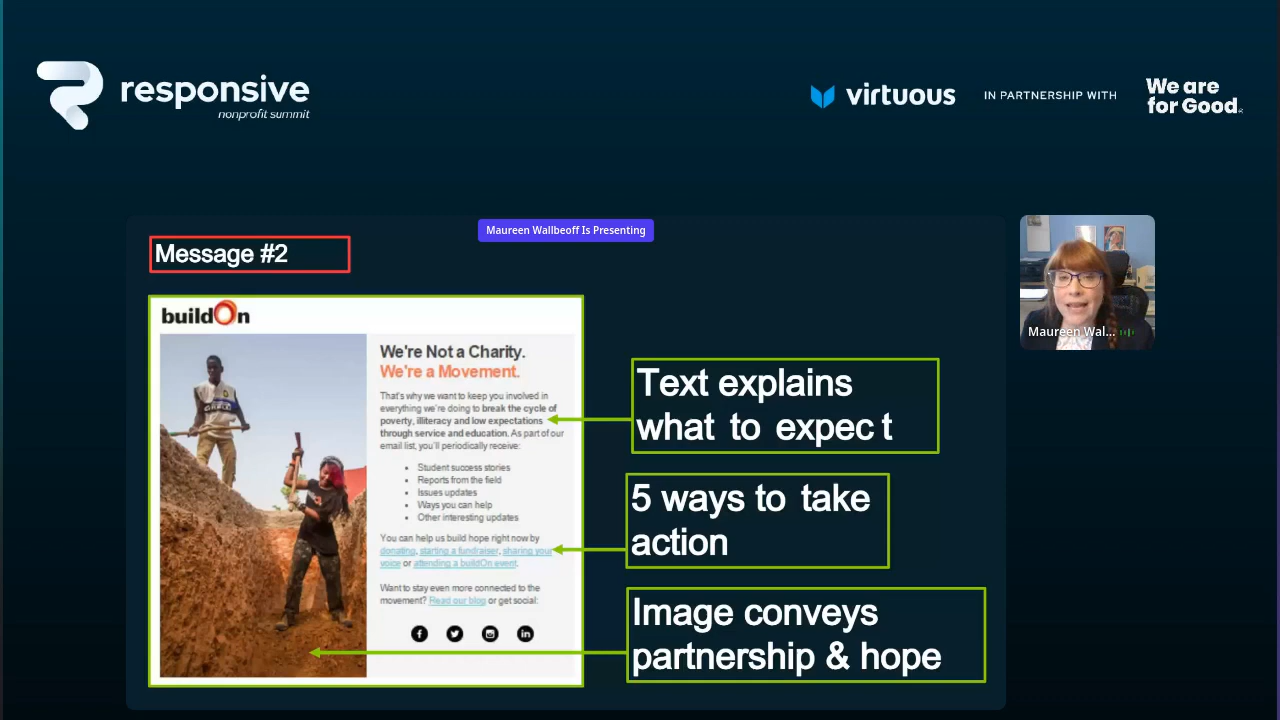 responsive
nonprofit summit
virtuous
IN PARTNERSHIP WITH
We are
for Good.
Maureen Wallbeoff Is Presenting
Message #2
buildOn
We're Not a Charity.
We're a Movement.
That's why we want to keep you involved in
everything we're doing to break the cycle of
poverty, illiteracy and low expectations
through service and education. As part of our
email list, you'll periodically receive:
• Student success stories
• Reports from the field
• Issues updates
• Ways you can help
• Other interesting updates
You can help us build hope right now by
donating, starting a fundraiser, sharing your
voice or attending a buildOn event.
Want to stay even more connected to the
movement? Read our blog or get social:
Text explains
what to expec t
5 ways to take
action
Image conveys
partnership & hope
Maureen Wal...